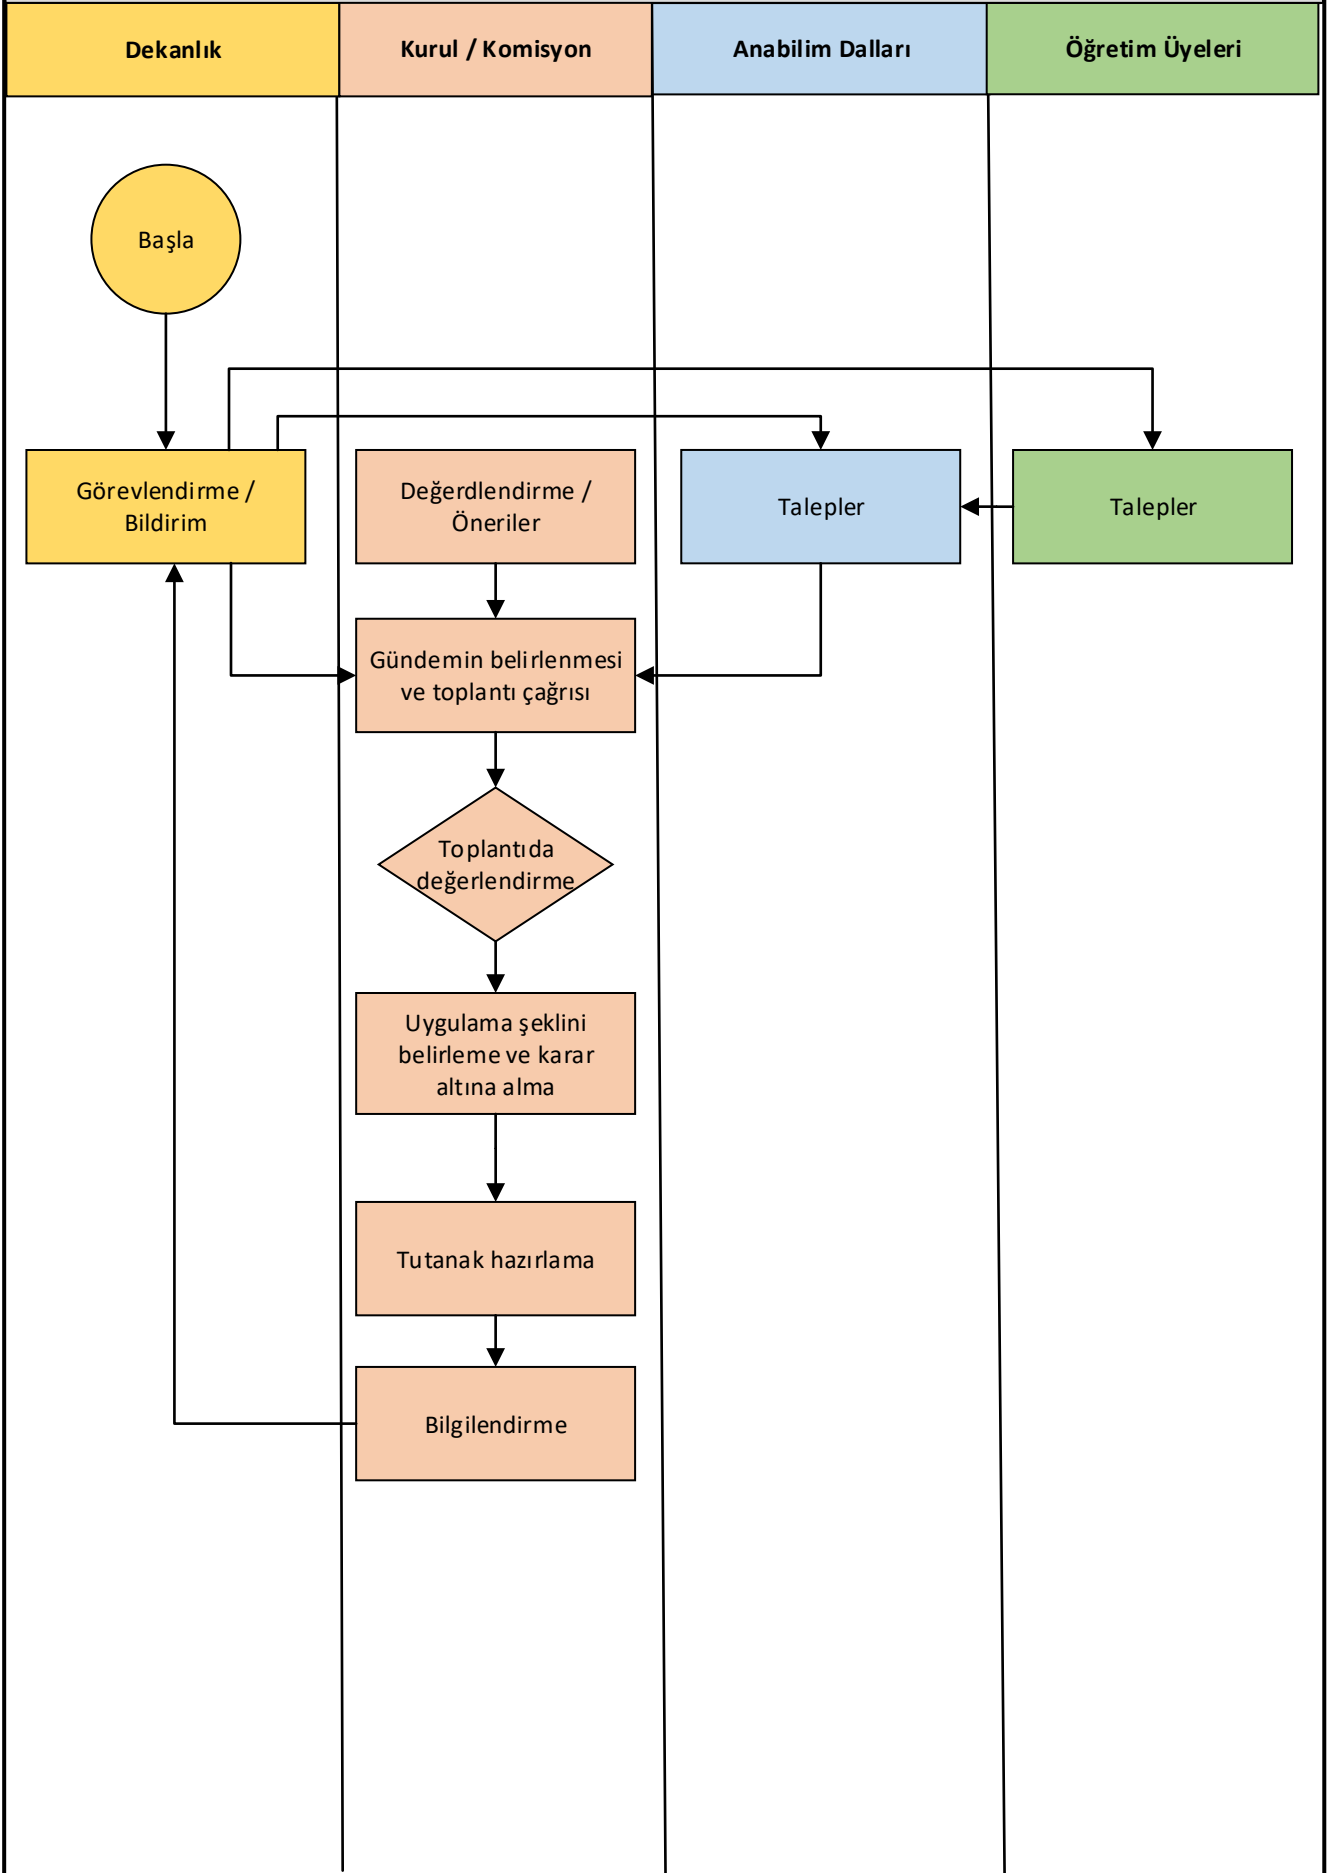 Dekanlık
Kurul / Komisyon
Anabilim Dalları
Öğretim Üyeleri
Başla
Görevlendirme /
Bildirim
Değerdlendirme /
Öneriler
Talepler
Talepler
Gündemin belirlenmesi
ve toplantı çağrısı
Toplantıda
değerlendirme
Uygulama şeklini
belirleme ve karar
altına alma
Tutanak hazırlama
Bilgilendirme